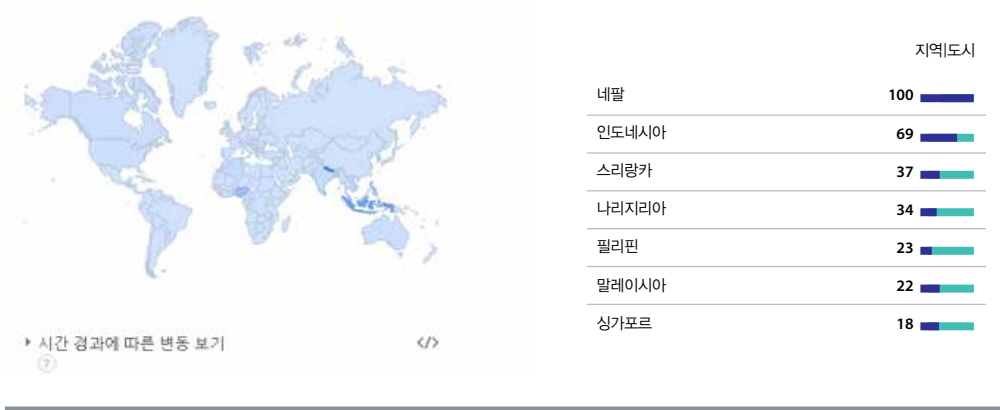 지역|도시
네팔 100
인도네시아 69
스리랑카 37
나리지리아 34
필리핀 23
말레이시아 22
싱가포르 18
시간 경과에 따른 변동 보기 </>
?